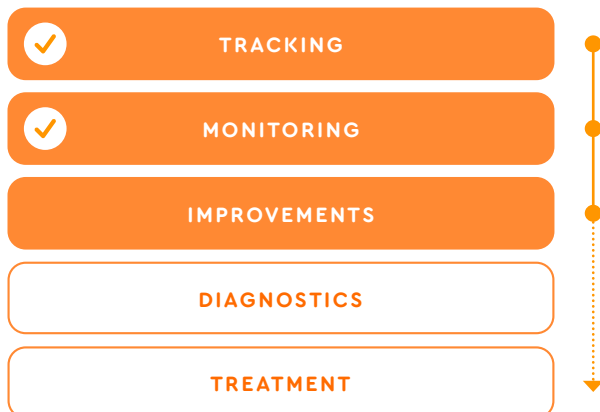 TRACKING
MONITORING
IMPROVEMENTS
DIAGNOSTICS
TREATMENT